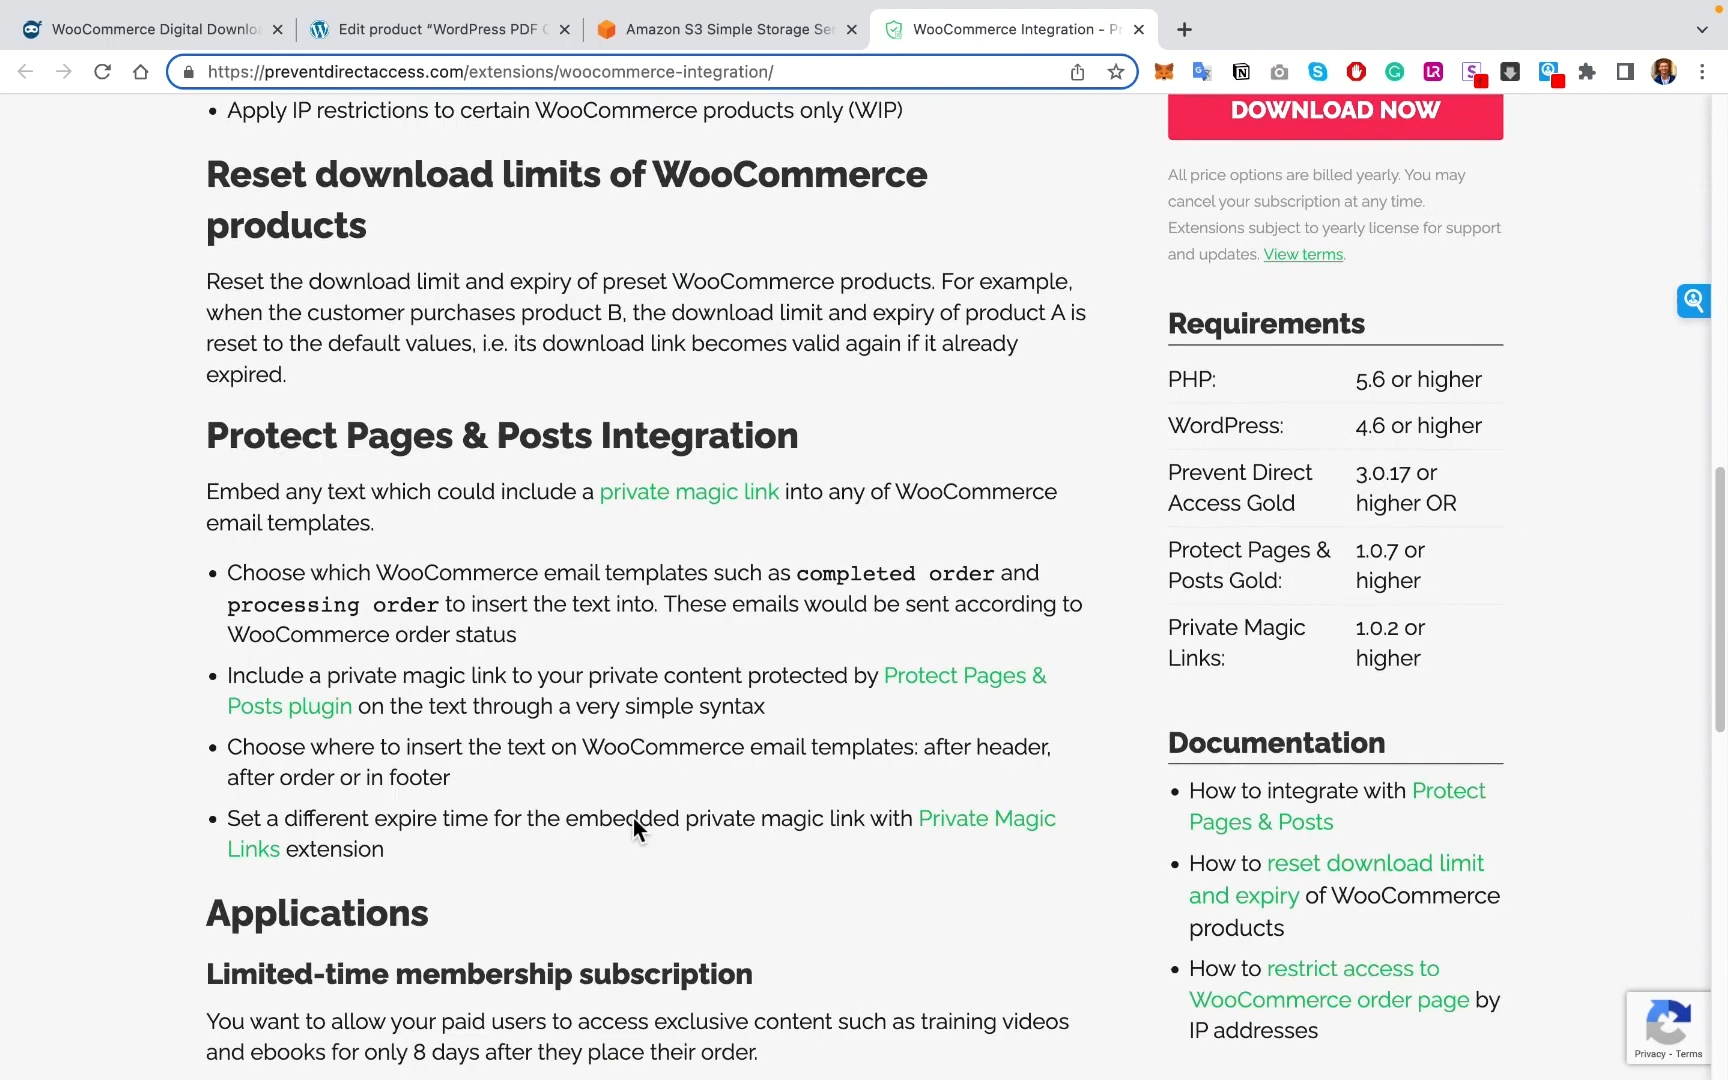 WooCommerce Digital Downlo
Edit product “WordPress PDF
Amazon S3 Simple Storage Ser
WooCommerce Integration - Pr
https://preventdirectaccess.com/extensions/woocommerce-integration/
Apply IP restrictions to certain WooCommerce products only (WIP)
Reset download limits of WooCommerce
products
Reset the download limit and expiry of preset WooCommerce products. For example,
when the customer purchases product B, the download limit and expiry of product A is
reset to the default values, i.e. its download link becomes valid again if it already
expired.
Protect Pages & Posts Integration
Embed any text which could include a private magic link into any of WooCommerce
email templates.
• Choose which WooCommerce email templates such as completed order and
processing order to insert the text into. These emails would be sent according to
WooCommerce order status
• Include a private magic link to your private content protected by Protect Pages &
Posts plugin on the text through a very simple syntax
• Choose where to insert the text on WooCommerce email templates: after header,
after order or in footer
• Set a different expire time for the embedded private magic link with Private Magic
Links extension
Applications
Limited-time membership subscription
You want to allow your paid users to access exclusive content such as training videos
and ebooks for only 8 days after they place their order.
DOWNLOAD NOW
All price options are billed yearly. You may
cancel your subscription at any time.
Extensions subject to yearly license for support
and updates. View terms.
Requirements
PHP: 5.6 or higher
WordPress: 4.6 or higher
Prevent Direct 3.0.17 or
Access Gold higher OR
Protect Pages & 1.0.7 or
Posts Gold: higher
Private Magic 1.0.2 or
Links: higher
Documentation
• How to integrate with Protect
Pages & Posts
• How to reset download limit
and expiry of WooCommerce
products
• How to restrict access to
WooCommerce order page by
IP addresses
Privacy - Terms